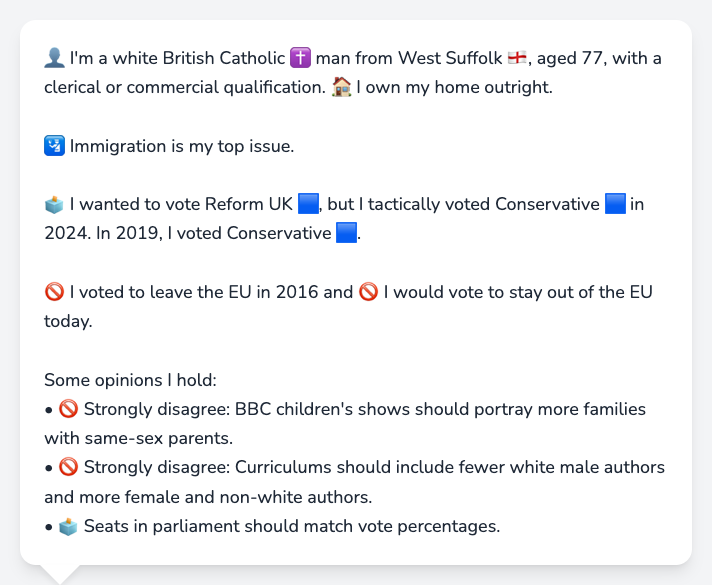 👤 I'm a white British Catholic ✝️ man from West Suffolk 🏴󠁧󠁢󠁥󠁮󠁧󠁿, aged 77, with a
clerical or commercial qualification. 🏠 I own my home outright.
🛂 Immigration is my top issue.
🗳️ I wanted to vote Reform UK 🟦, but I tactically voted Conservative 🟦 in
2024. In 2019, I voted Conservative 🟦.
🚫 I voted to leave the EU in 2016 and 🚫 I would vote to stay out of the EU
today.
Some opinions I hold:
• 🚫 Strongly disagree: BBC children's shows should portray more families
with same-sex parents.
• 🚫 Strongly disagree: Curriculums should include fewer white male authors
and more female and non-white authors.
• 🗳️ Seats in parliament should match vote percentages.